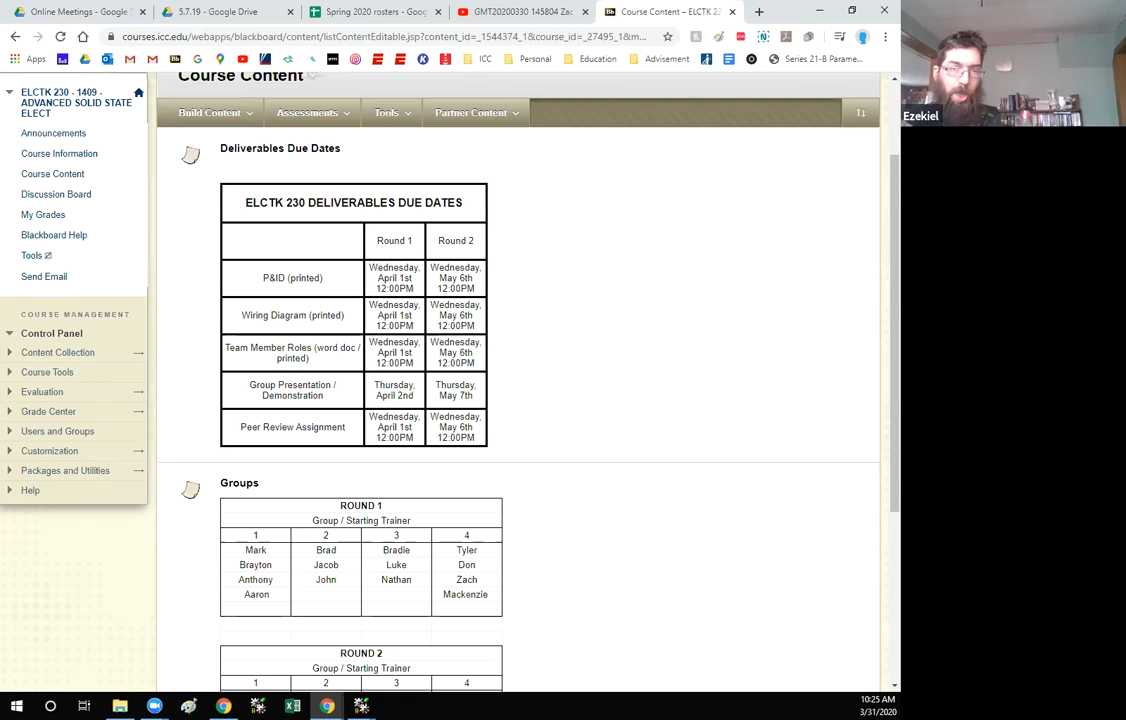 Online Meetings - Google
5.7.19 - Google Drive
Spring 2020 rosters - Goog
GMT20200330 145804 Zac
Course Content – ELCTK 23
courses.icc.edu/webapps/blackboard/content/listContentEditable.jsp?content_id=_1544374_1&course_id=_27495_1&m...
Apps
ICC
Personal
Education
Advisement
Series 21-B Parame...
Ezekiel
ELCTK 230 - 1409 -
ADVANCED SOLID STATE
ELECT
Announcements
Course Information
Course Content
Discussion Board
My Grades
Blackboard Help
Tools
Send Email
COURSE MANAGEMENT
Control Panel
Content Collection
Course Tools
Evaluation
Grade Center
Users and Groups
Customization
Packages and Utilities
Help
Course Content
Build Content
Assessments
Tools
Partner Content
Deliverables Due Dates
ELCTK 230 DELIVERABLES DUE DATES
Round 1
Round 2
P&ID (printed)
Wednesday,
April 1st
12:00PM
Wednesday,
May 6th
12:00PM
Wiring Diagram (printed)
Wednesday,
April 1st
12:00PM
Wednesday,
May 6th
12:00PM
Team Member Roles (word doc /
printed)
Wednesday,
April 1st
12:00PM
Wednesday,
May 6th
12:00PM
Group Presentation /
Demonstration
Thursday,
April 2nd
Thursday,
May 7th
Peer Review Assignment
Wednesday,
April 1st
12:00PM
Wednesday,
May 6th
12:00PM
Groups
ROUND 1
Group / Starting Trainer
1 2 3 4
Mark Brad Bradie Tyler
Brayton Jacob Luke Don
Anthony John Nathan Zach
Aaron Mackenzie
ROUND 2
Group / Starting Trainer
1 2 3 4
10:25 AM
3/31/2020